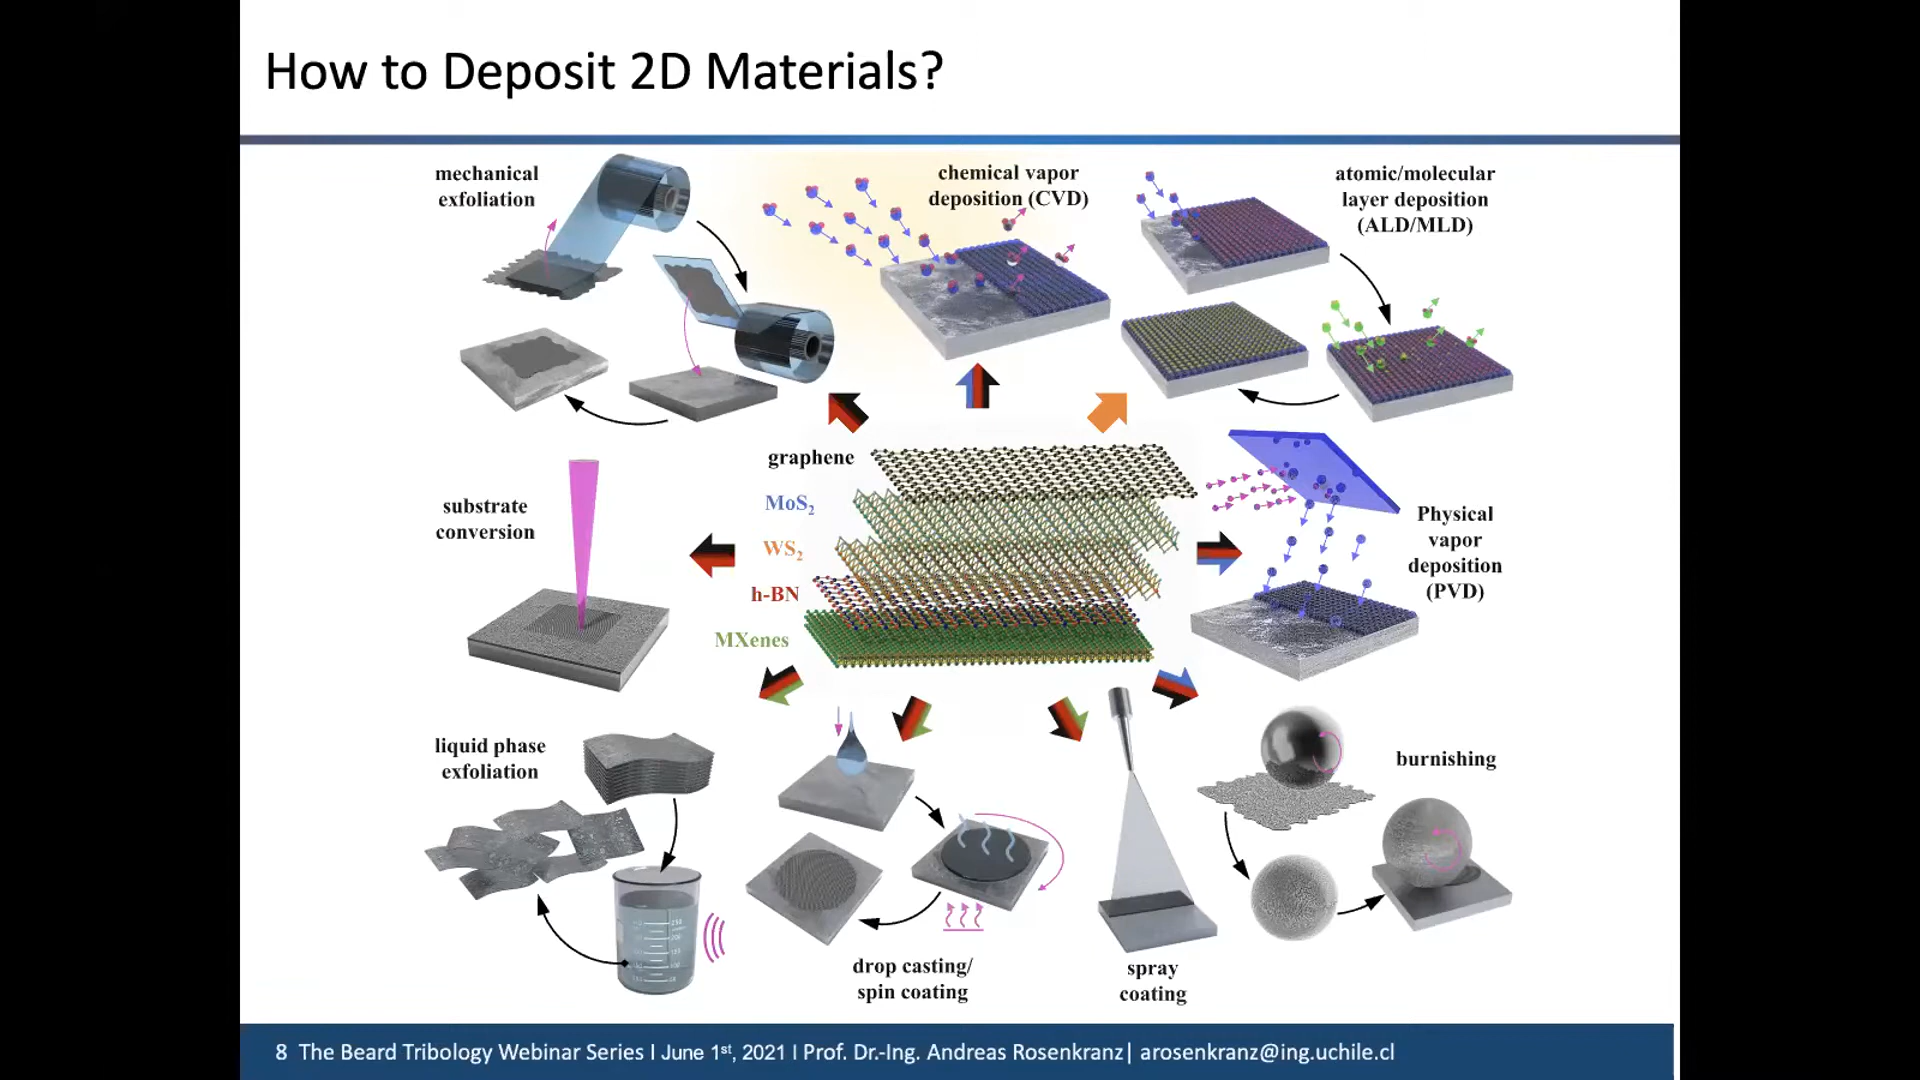 How to Deposit 2D Materials?
mechanical
exfoliation
chemical vapor
deposition (CVD)
atomic/molecular
layer deposition
(ALD/MLD)
graphene
MoS₂
WS₂
h-BN
MXenes
substrate
conversion
Physical
vapor
deposition
(PVD)
liquid phase
exfoliation
drop casting/
spin coating
spray
coating
burnishing
8 The Beard Tribology Webinar Series I June 1st, 2021 I Prof. Dr.-Ing. Andreas Rosenkranz| arosenkranz@ing.uchile.cl